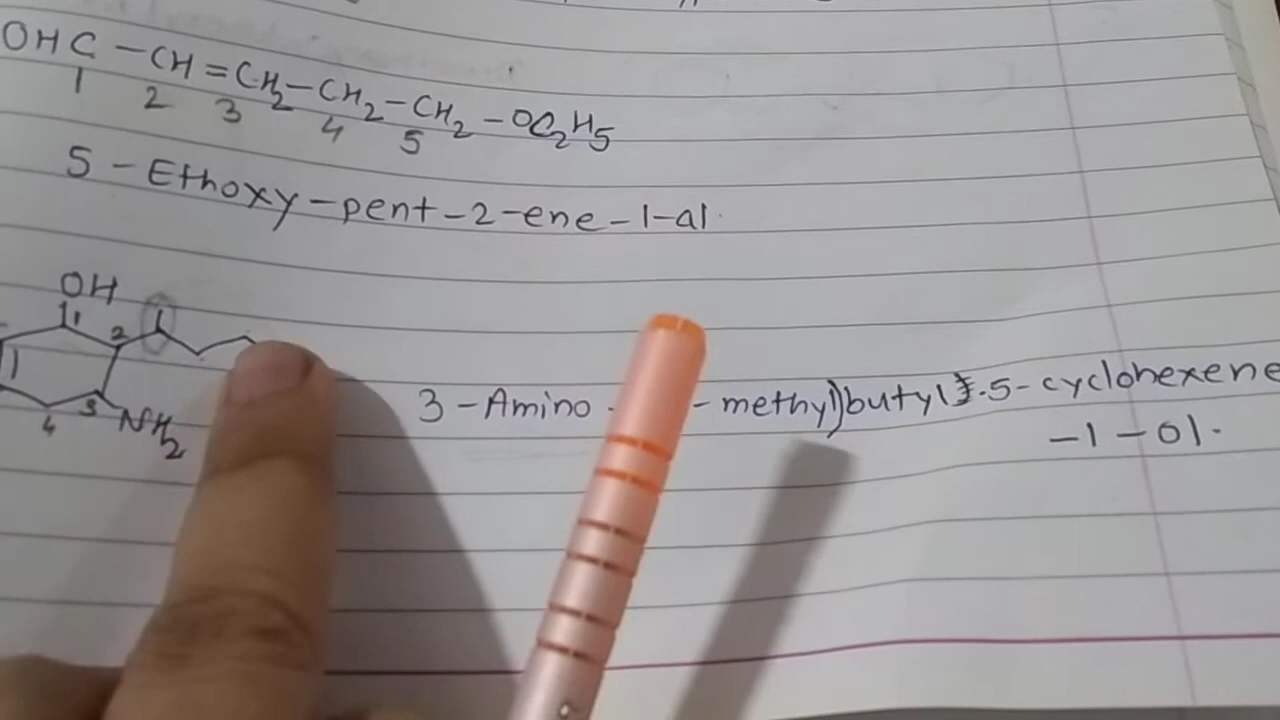 OHC-CH=CH2-CH2-CH2-OC2H5
1 2 3 4 5
5-Ethoxy-pent-2-ene-1-al.
OH
1 2
3 NH2
4
3-Amino - methyl)butyl}.5-cyclohexene
-1-ol.